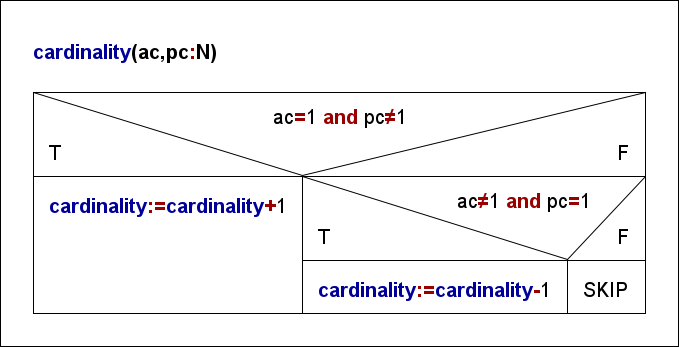 cardinality(ac,pc:N)
ac=1 and pc≠1
T
F
cardinality:=cardinality+1
ac≠1 and pc=1
T
F
cardinality:=cardinality-1
SKIP